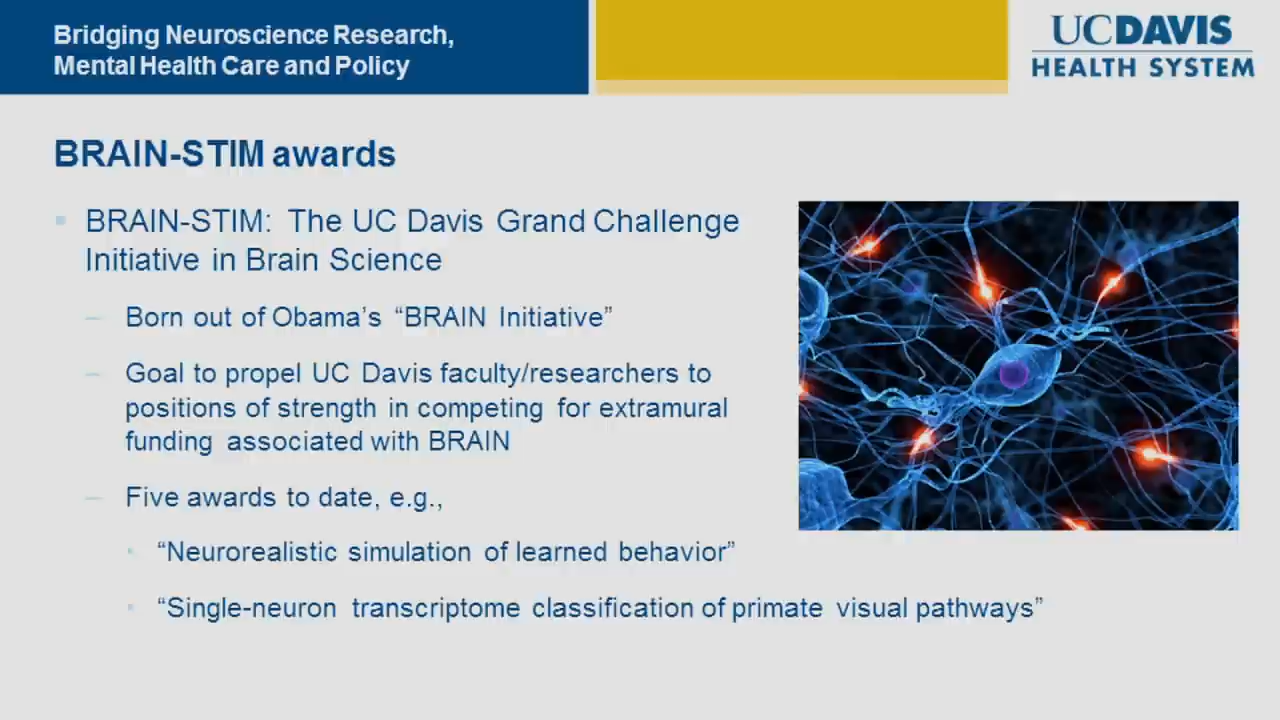 Bridging Neuroscience Research,
Mental Health Care and Policy
UCDAVIS
HEALTH SYSTEM
BRAIN-STIM awards
BRAIN-STIM: The UC Davis Grand Challenge
Initiative in Brain Science
Born out of Obama’s “BRAIN Initiative”
Goal to propel UC Davis faculty/researchers to
positions of strength in competing for extramural
funding associated with BRAIN
Five awards to date, e.g.,
“Neurorealistic simulation of learned behavior”
“Single-neuron transcriptome classification of primate visual pathways”